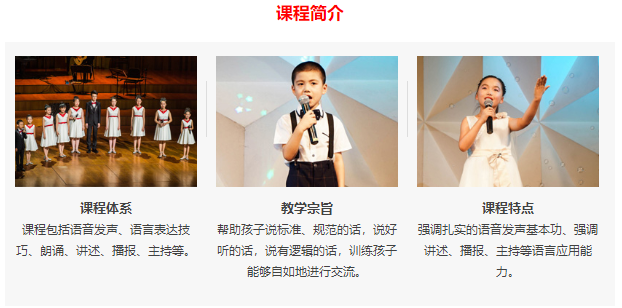 课程简介
课程体系
课程包括语音发声、语言表达技
巧、朗诵、讲述、播报、主持等。
教学宗旨
帮助孩子说标准、规范的话，说好
听的话，说有逻辑的话，训练孩子
能够自如地进行交流。
课程特点
强调扎实的语音发声基本功、强调
讲述、播报、主持等语言应用能
力。